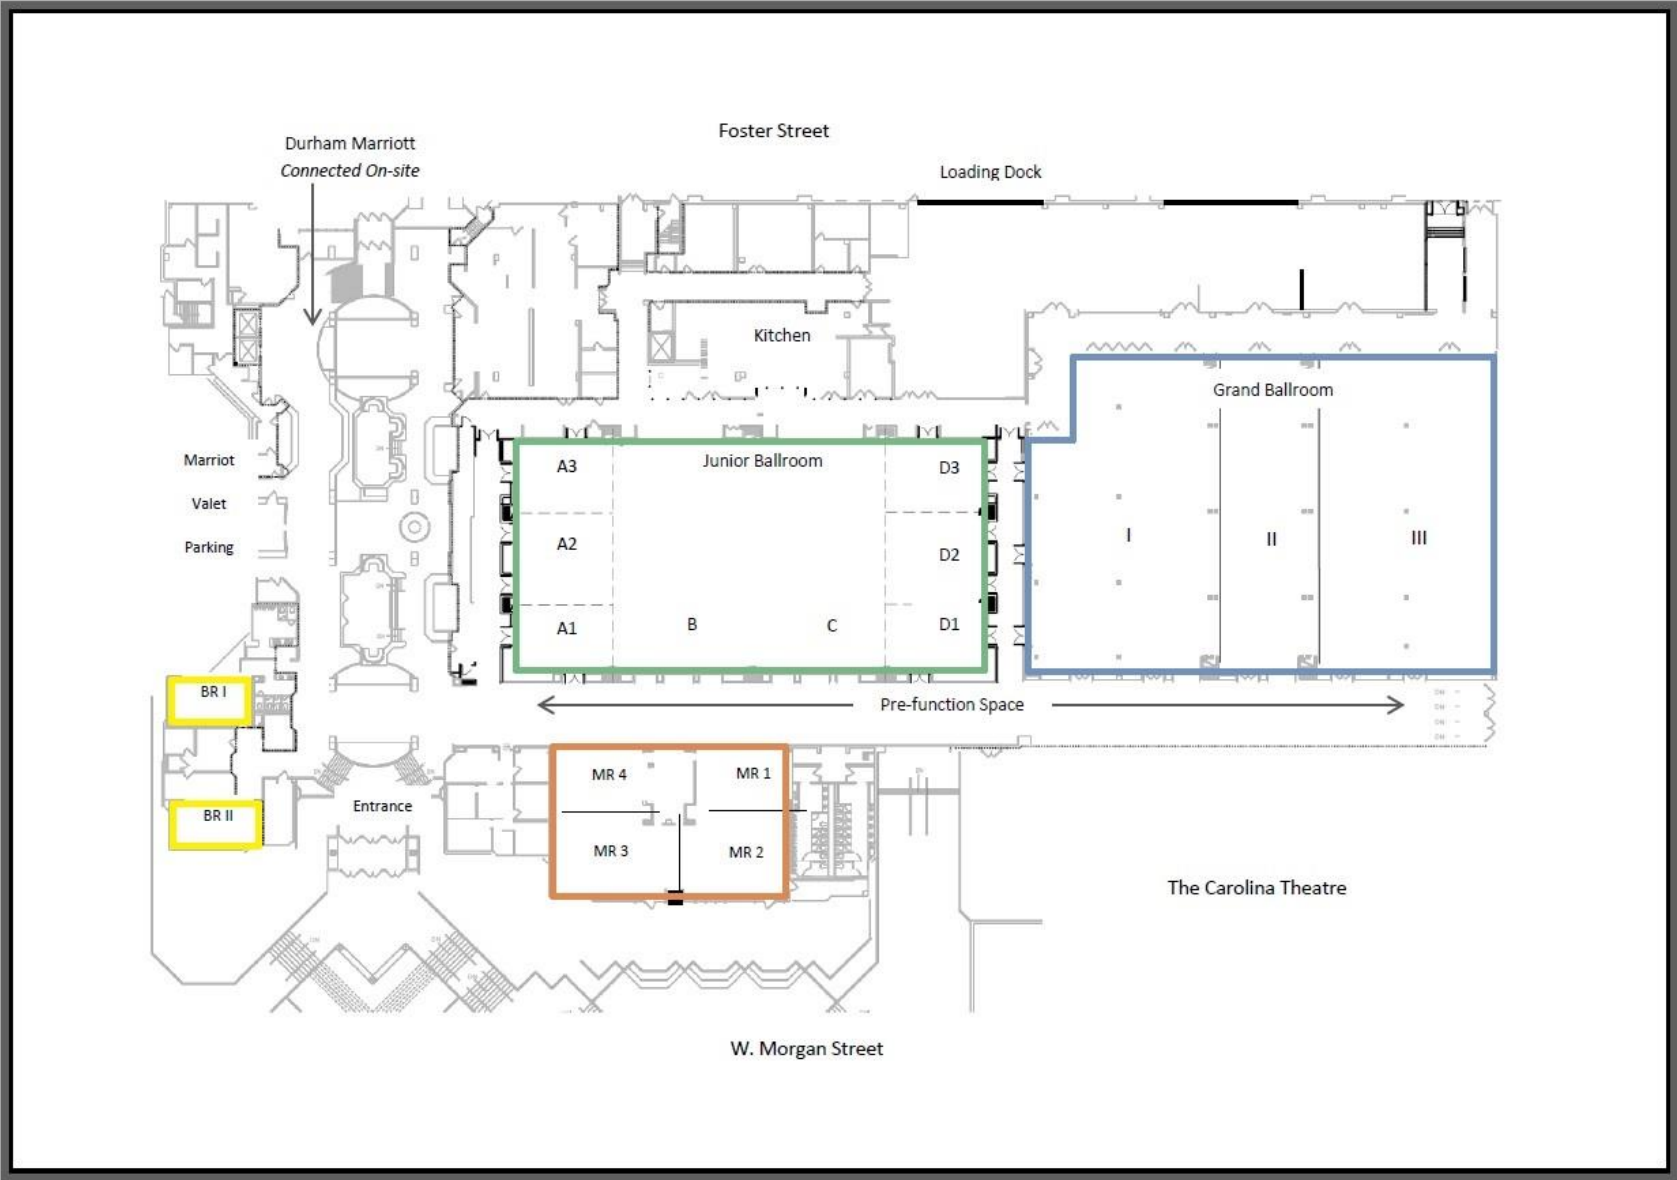 Foster Street
Durham Marriott
Connected On-site
Loading Dock
Kitchen
Grand Ballroom
Marriot
Valet
Parking
Junior Ballroom
A3
D3
A2
D2
I
II
III
A1
B
C
D1
BR I
Pre-function Space
MR 4
MR 1
Entrance
BR II
MR 3
MR 2
The Carolina Theatre
W. Morgan Street